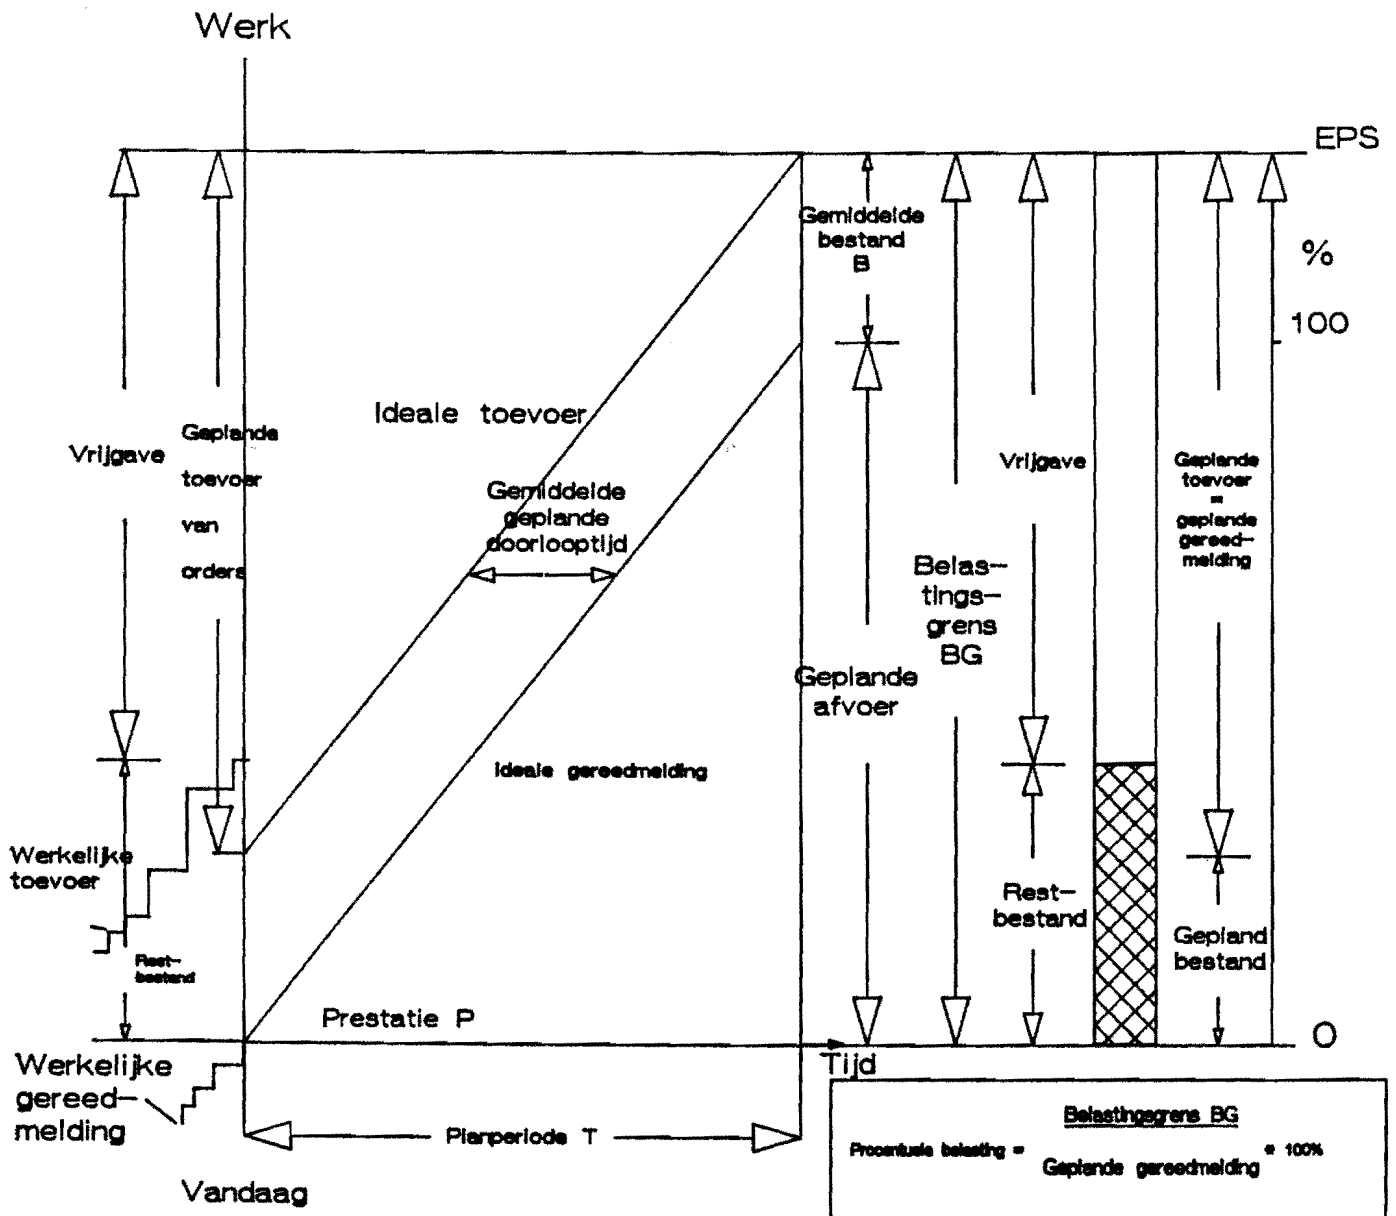 Werk
EPS
Gemiddelde
bestand
B
%
100
Ideale toevoer
Geplande
toevoer
van
orders
Vrijgave
Vrijgave
Geplande
toevoer
=
geplande
gereed-
melding
Gemiddelde
geplande
doorlooptijd
Belas-
tings-
grens
BG
Geplande
afvoer
Ideale gereedmelding
Werkelijke
toevoer
Rest-
bestand
Rest-
bestand
Gepland
bestand
Prestatie P
0
Tijd
Werkelijke
gereed-
melding
Planperiode T
Vandaag
Belastingsgrens BG
Procentuele belasting = * 100%
Geplande gereedmelding